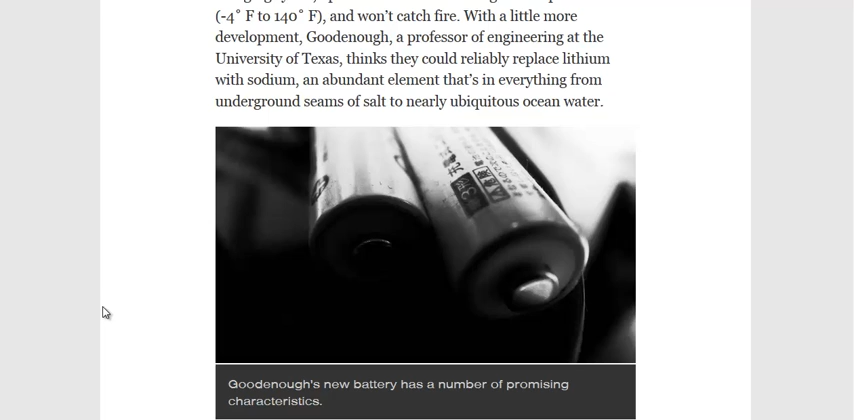 (-4° F to 140° F), and won’t catch fire. With a little more
development, Goodenough, a professor of engineering at the
University of Texas, thinks they could reliably replace lithium
with sodium, an abundant element that’s in everything from
underground seams of salt to nearly ubiquitous ocean water.
Goodenough's new battery has a number of promising
characteristics.